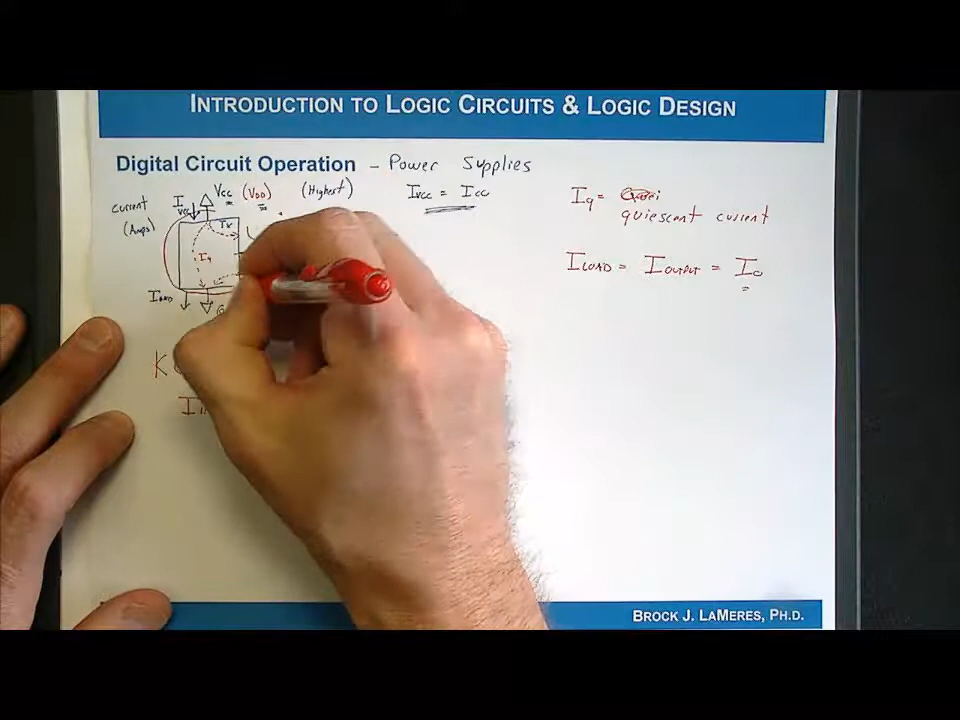 INTRODUCTION TO LOGIC CIRCUITS & LOGIC DESIGN
Digital Circuit Operation - Power Supplies
current
(Amps)
I VCC
VCC (VDD)
(Highest)
IVCC = ICC
Iq = quiescent current
Iq
ILOAD
ILOAD = IOUTPUT = IO
K
BROCK J. LAMERES, PH.D.